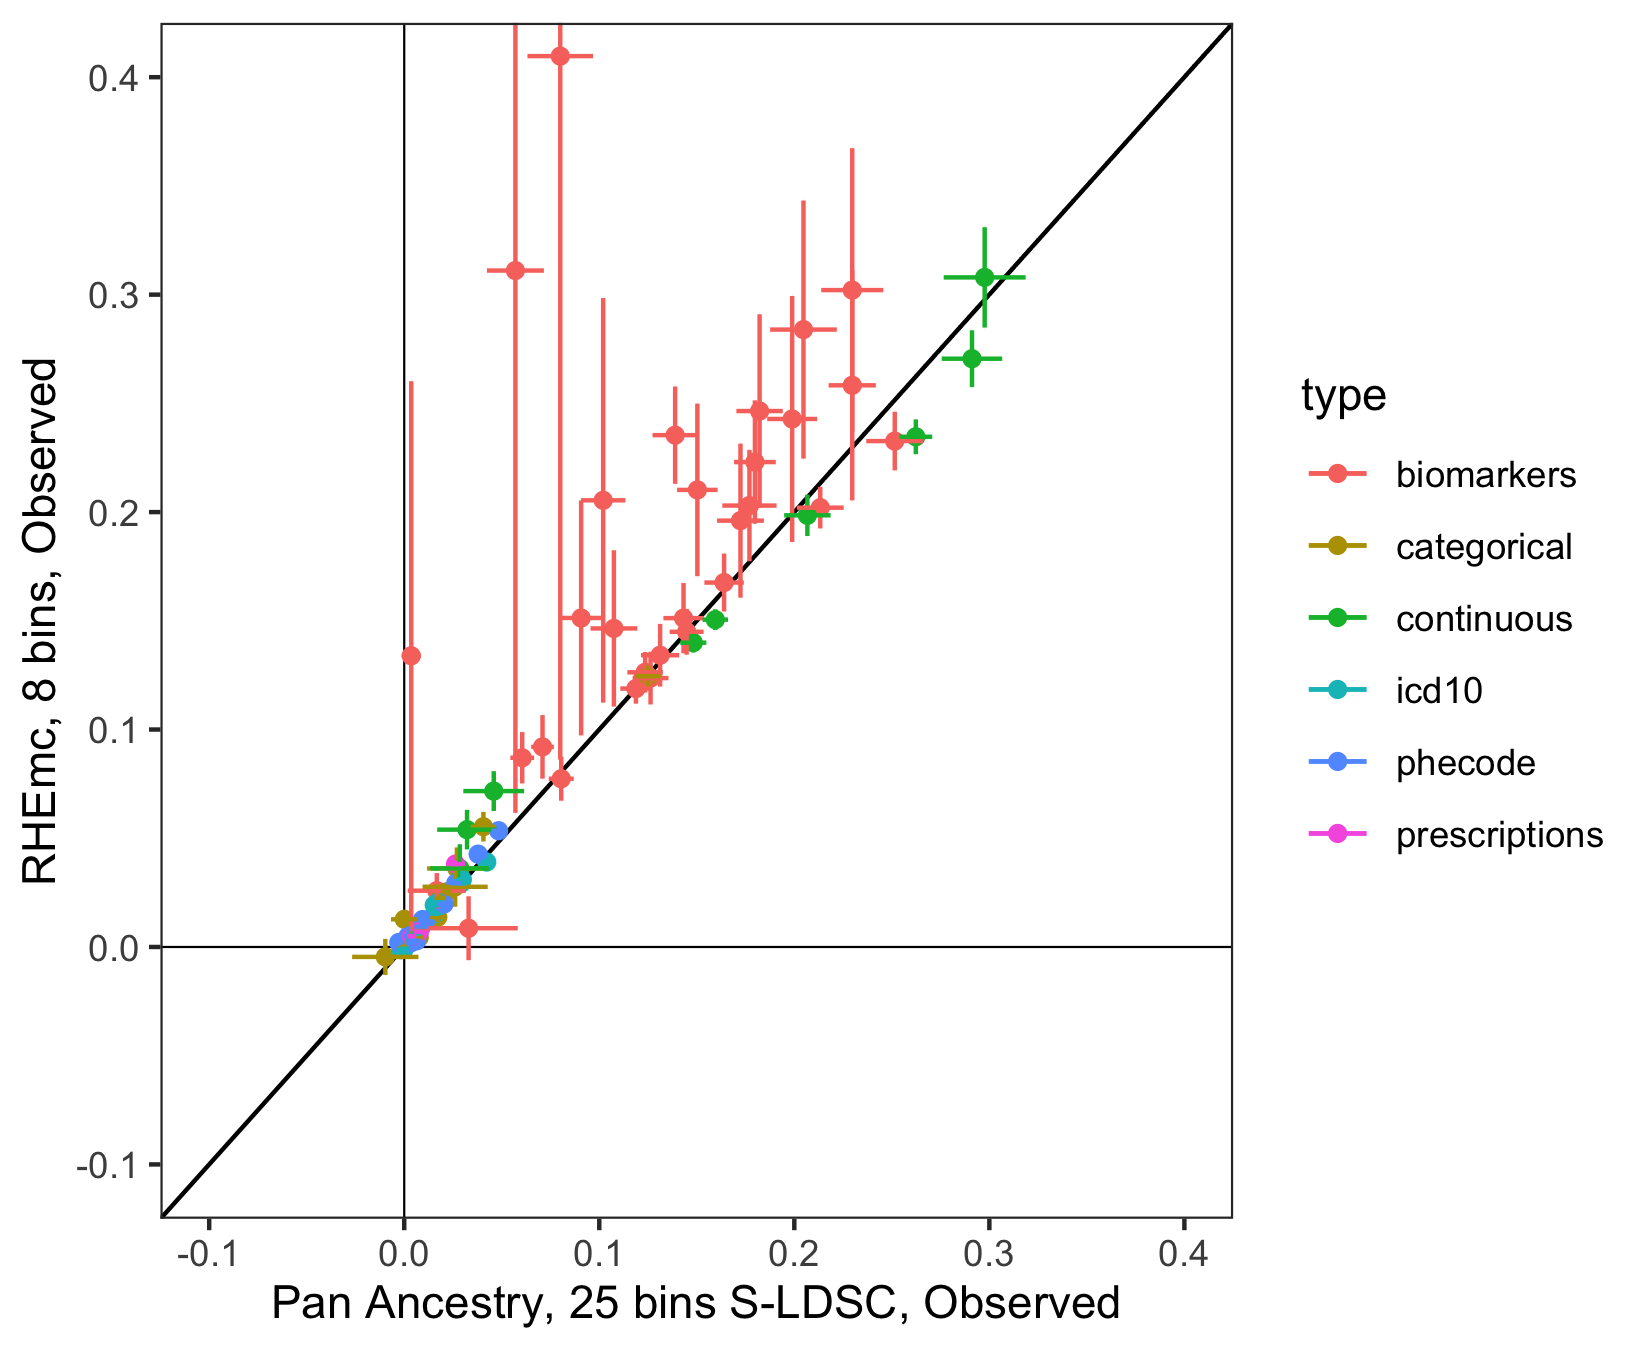 RHEmc, 8 bins, Observed
0.4
0.3
0.2
0.1
0.0
-0.1
-0.1 0.0 0.1 0.2 0.3 0.4
Pan Ancestry, 25 bins S-LDSC, Observed
type
biomarkers
categorical
continuous
icd10
phecode
prescriptions